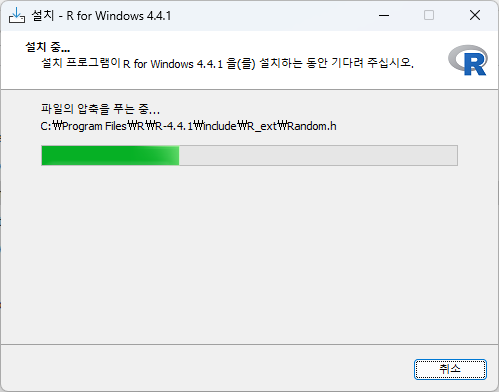 설치 - R for Windows 4.4.1
설치 중...
설치 프로그램이 R for Windows 4.4.1 을(를) 설치하는 동안 기다려 주십시오.
R
파일의 압축을 푸는 중...
C:₩Program Files₩R₩R-4.4.1₩include₩R_ext₩Random.h
취소